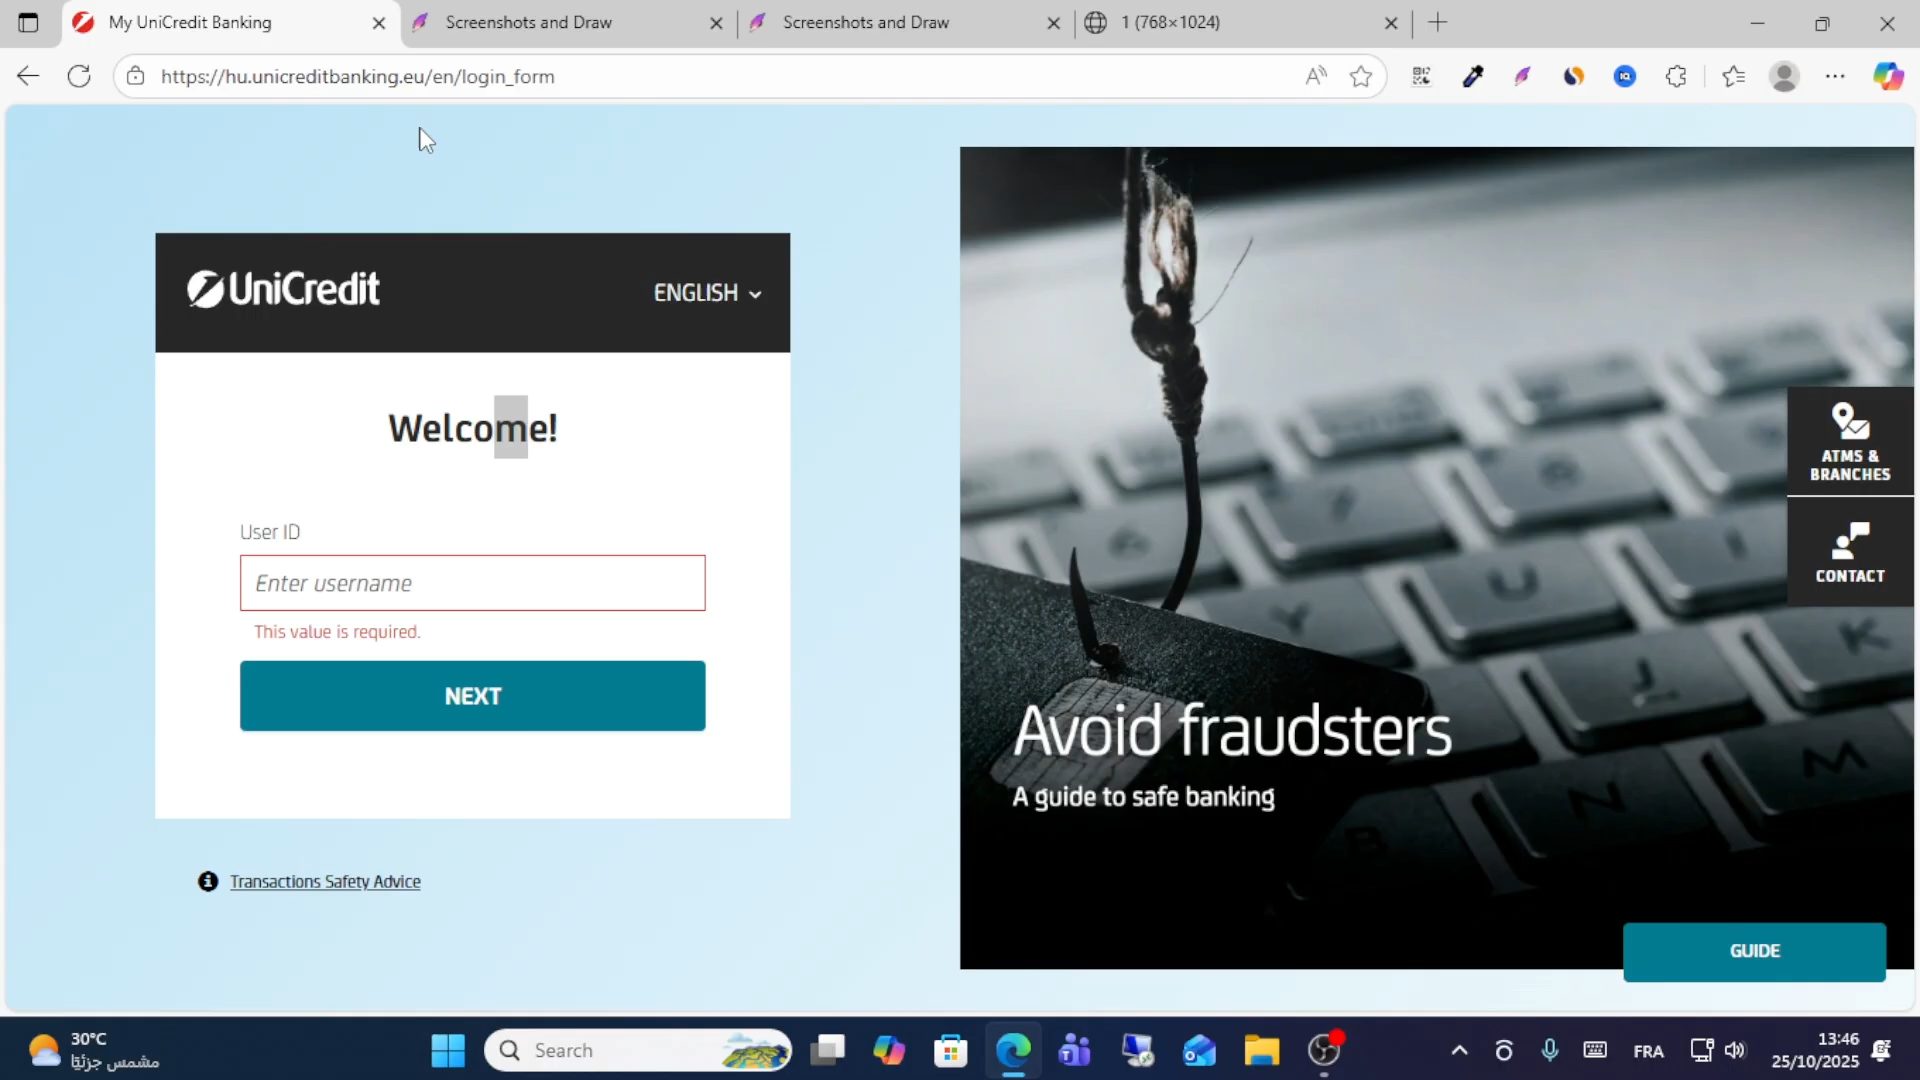 My UniCredit Banking
Screenshots and Draw
Screenshots and Draw
1 (768×1024)
https://hu.unicreditbanking.eu/en/login_form
UniCredit
ENGLISH
Welcome!
User ID
Enter username
This value is required.
NEXT
Transactions Safety Advice
Avoid fraudsters
A guide to safe banking
ATMS &
BRANCHES
CONTACT
GUIDE
30°C
مشمس جزئيًا
Search
FRA
13:46
25/10/2025